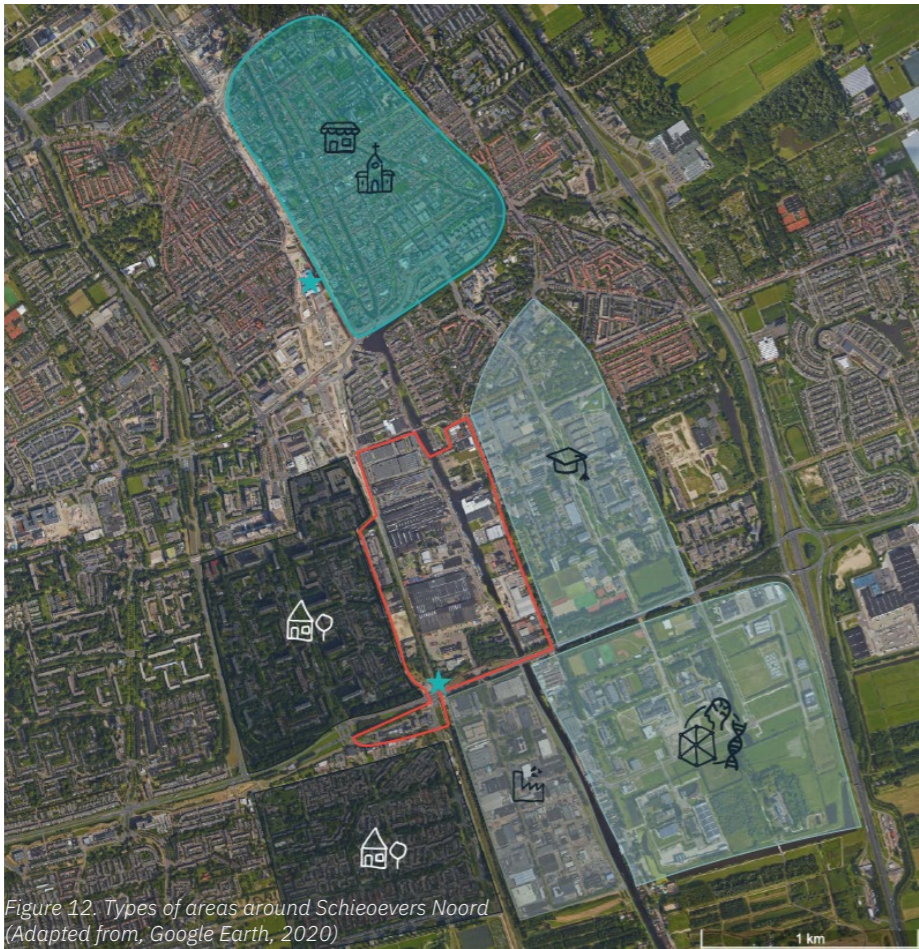 Figure 12. Types of areas around Schieoevers Noord
(Adapted from, Google Earth, 2020)
1 km